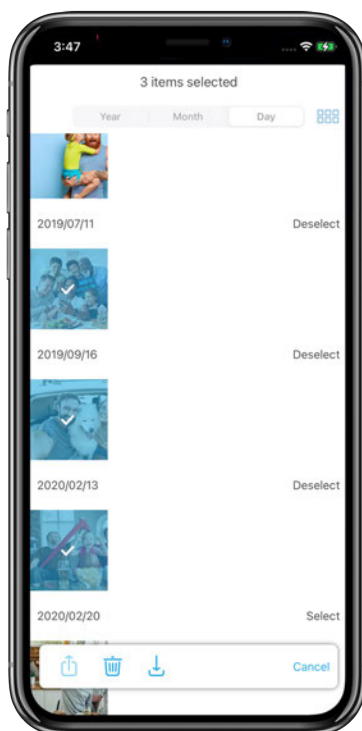 3:47
3 items selected
Year Month Day
2019/07/11 Deselect
2019/09/16 Deselect
2020/02/13 Deselect
2020/02/20 Select
Cancel